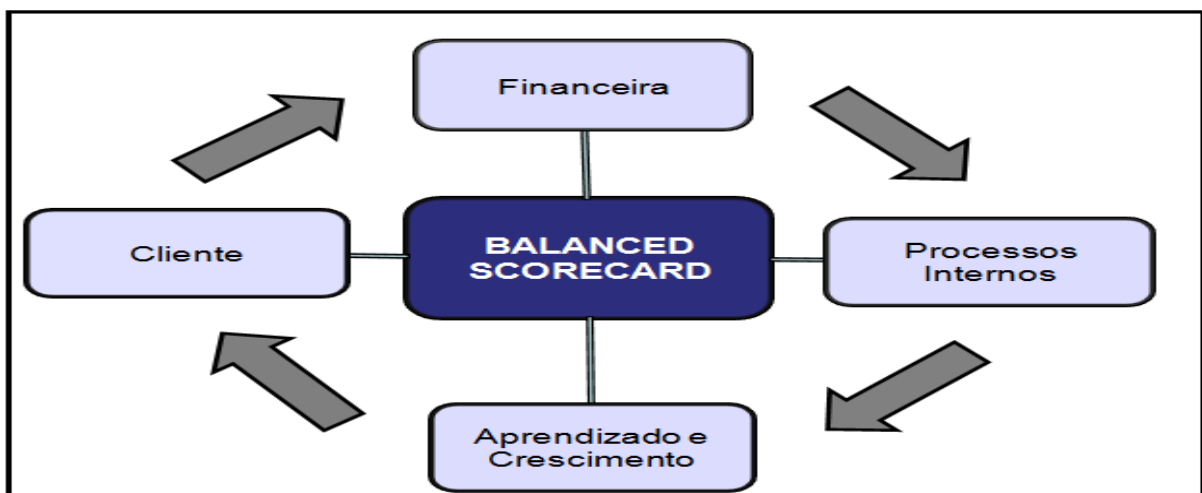 Financeira
Cliente
BALANCED
SCORECARD
Processos
Internos
Aprendizado e
Crescimento